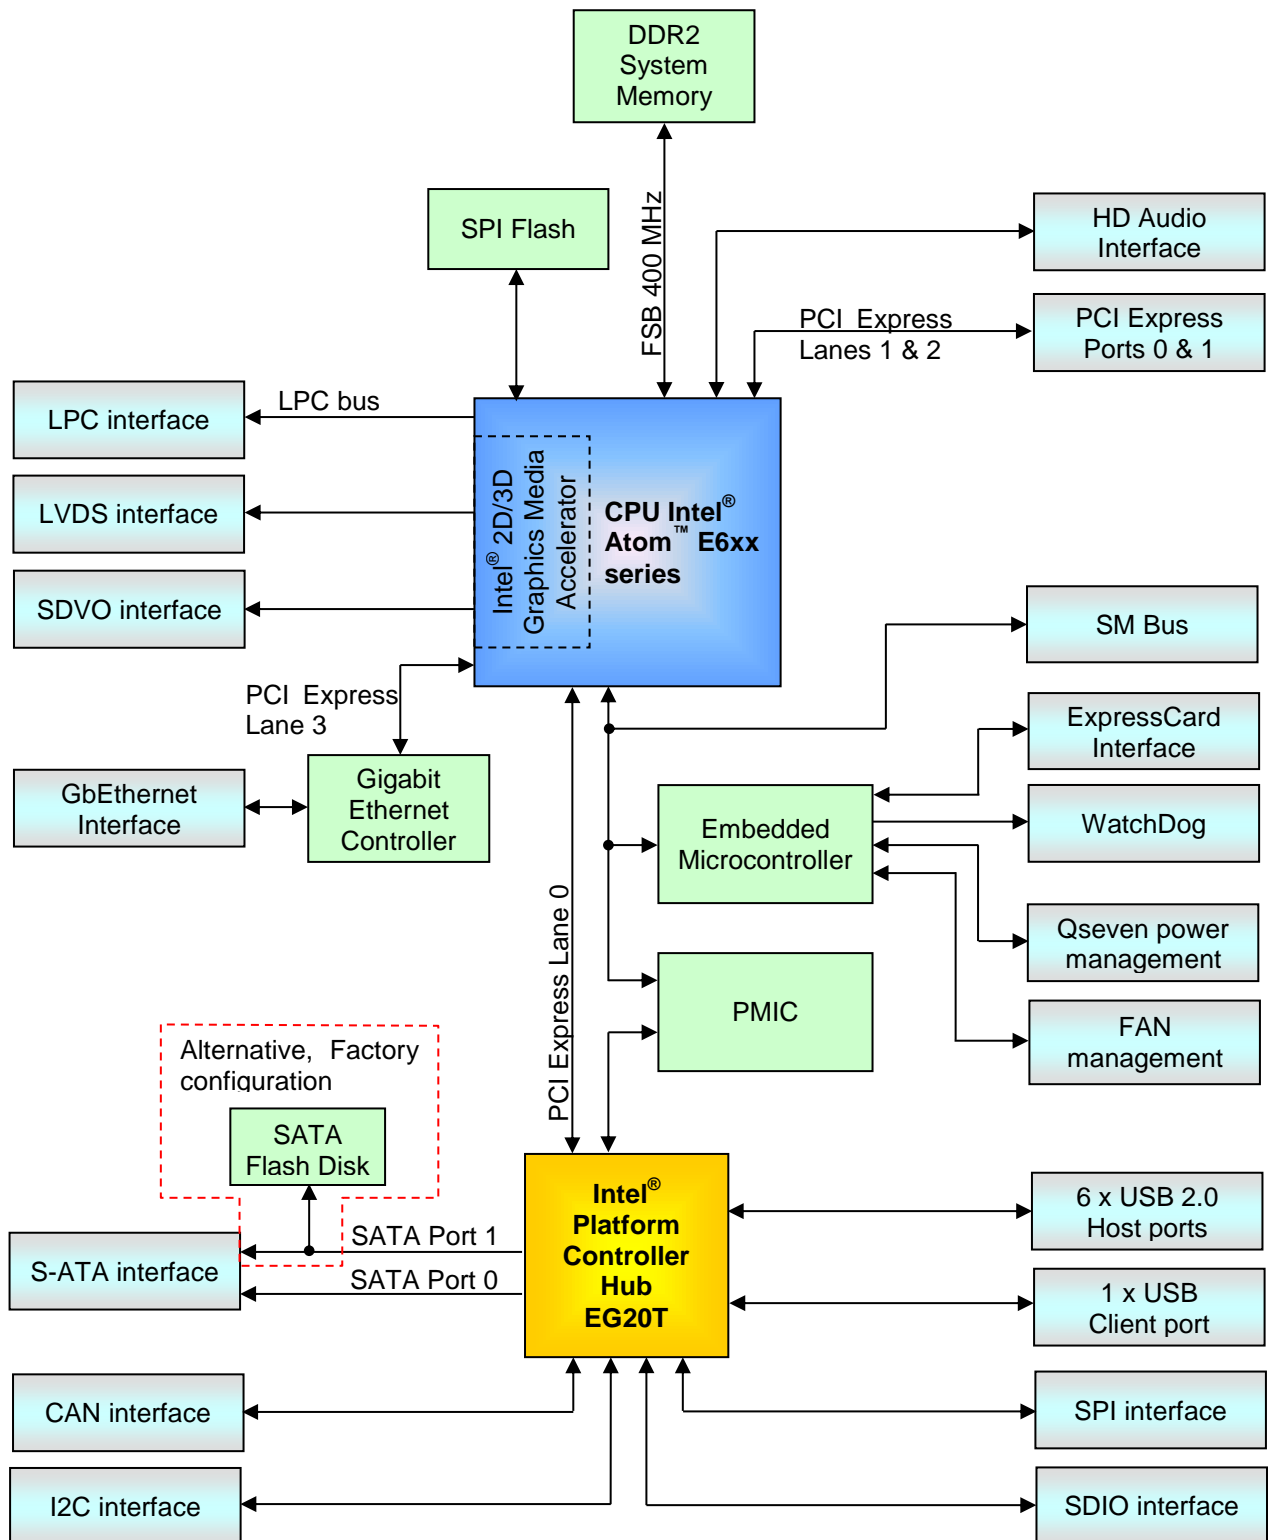 DDR2
System
Memory
SPI Flash
FSB 400 MHz
HD Audio
Interface
PCI Express
Lanes 1 & 2
PCI Express
Ports 0 & 1
LPC interface
LPC bus
LVDS interface
SDVO interface
Intel® 2D/3D
Graphics Media
Accelerator
CPU Intel®
Atom™ E6xx
series
SM Bus
PCI Express
Lane 3
ExpressCard
Interface
GbEthernet
Interface
Gigabit
Ethernet
Controller
Embedded
Microcontroller
WatchDog
Qseven power
management
PCI Express Lane 0
PMIC
FAN
management
Alternative, Factory
configuration
SATA
Flash Disk
Intel®
Platform
Controller
Hub
EG20T
6 x USB 2.0
Host ports
S-ATA interface
SATA Port 1
SATA Port 0
1 x USB
Client port
CAN interface
SPI interface
I2C interface
SDIO interface